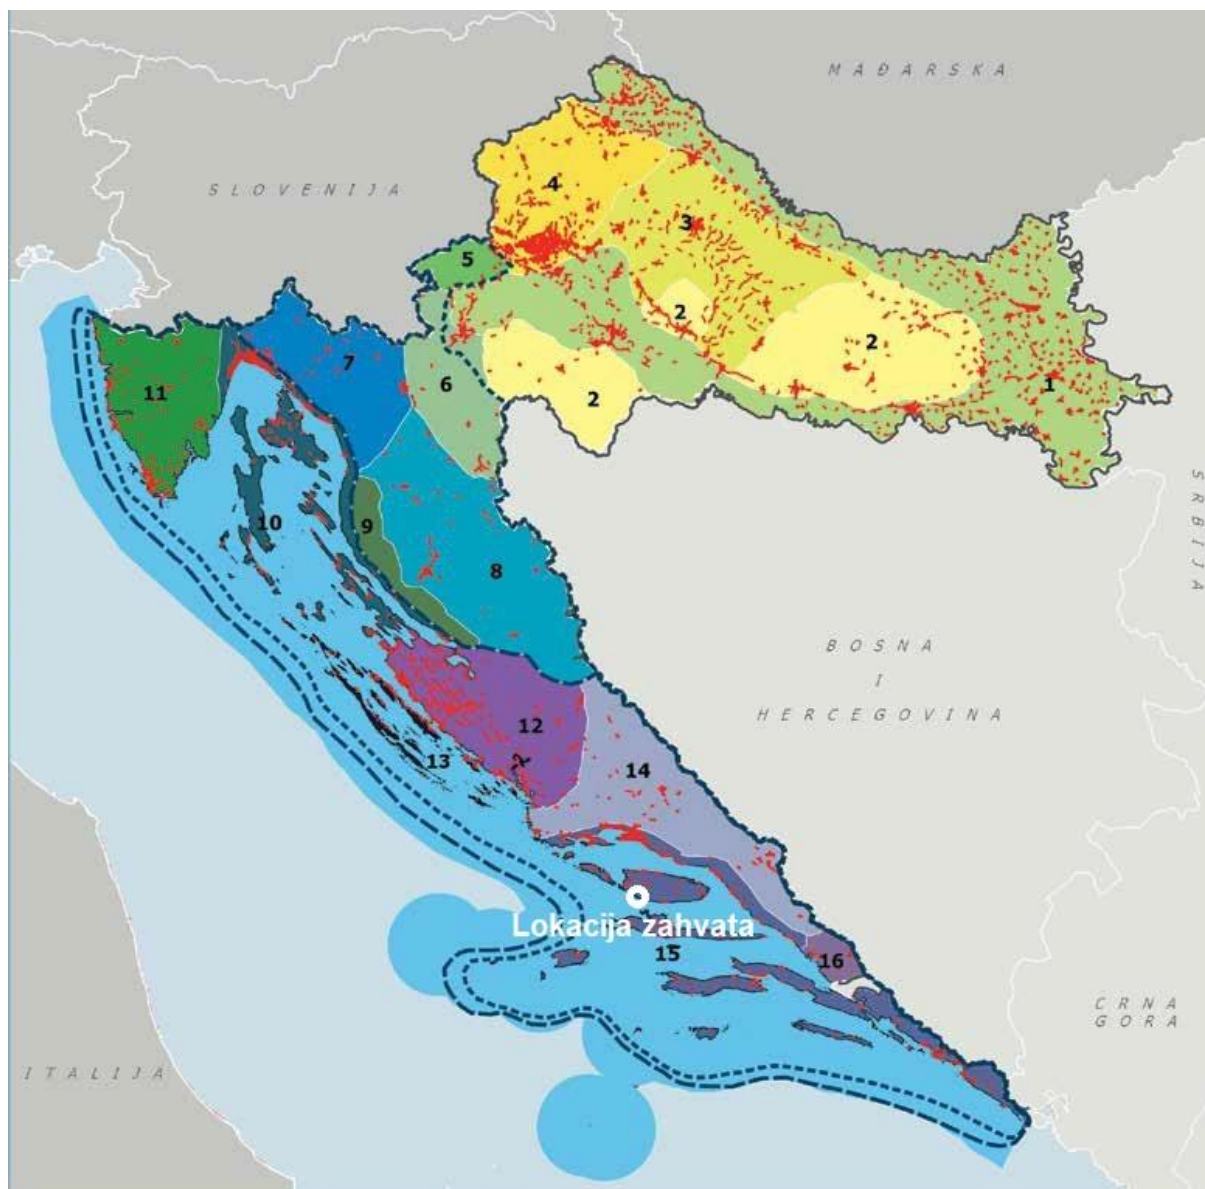 MAĐARSKA
SLOVENIJA
4
3
5
2
2
7
6
1
11
2
10
9
8
SRBIJA
BOSNA
I
HERCEGOVINA
12
13
14
Lokacija zahvata
15
16
CRNA
GORA
ITALIJA